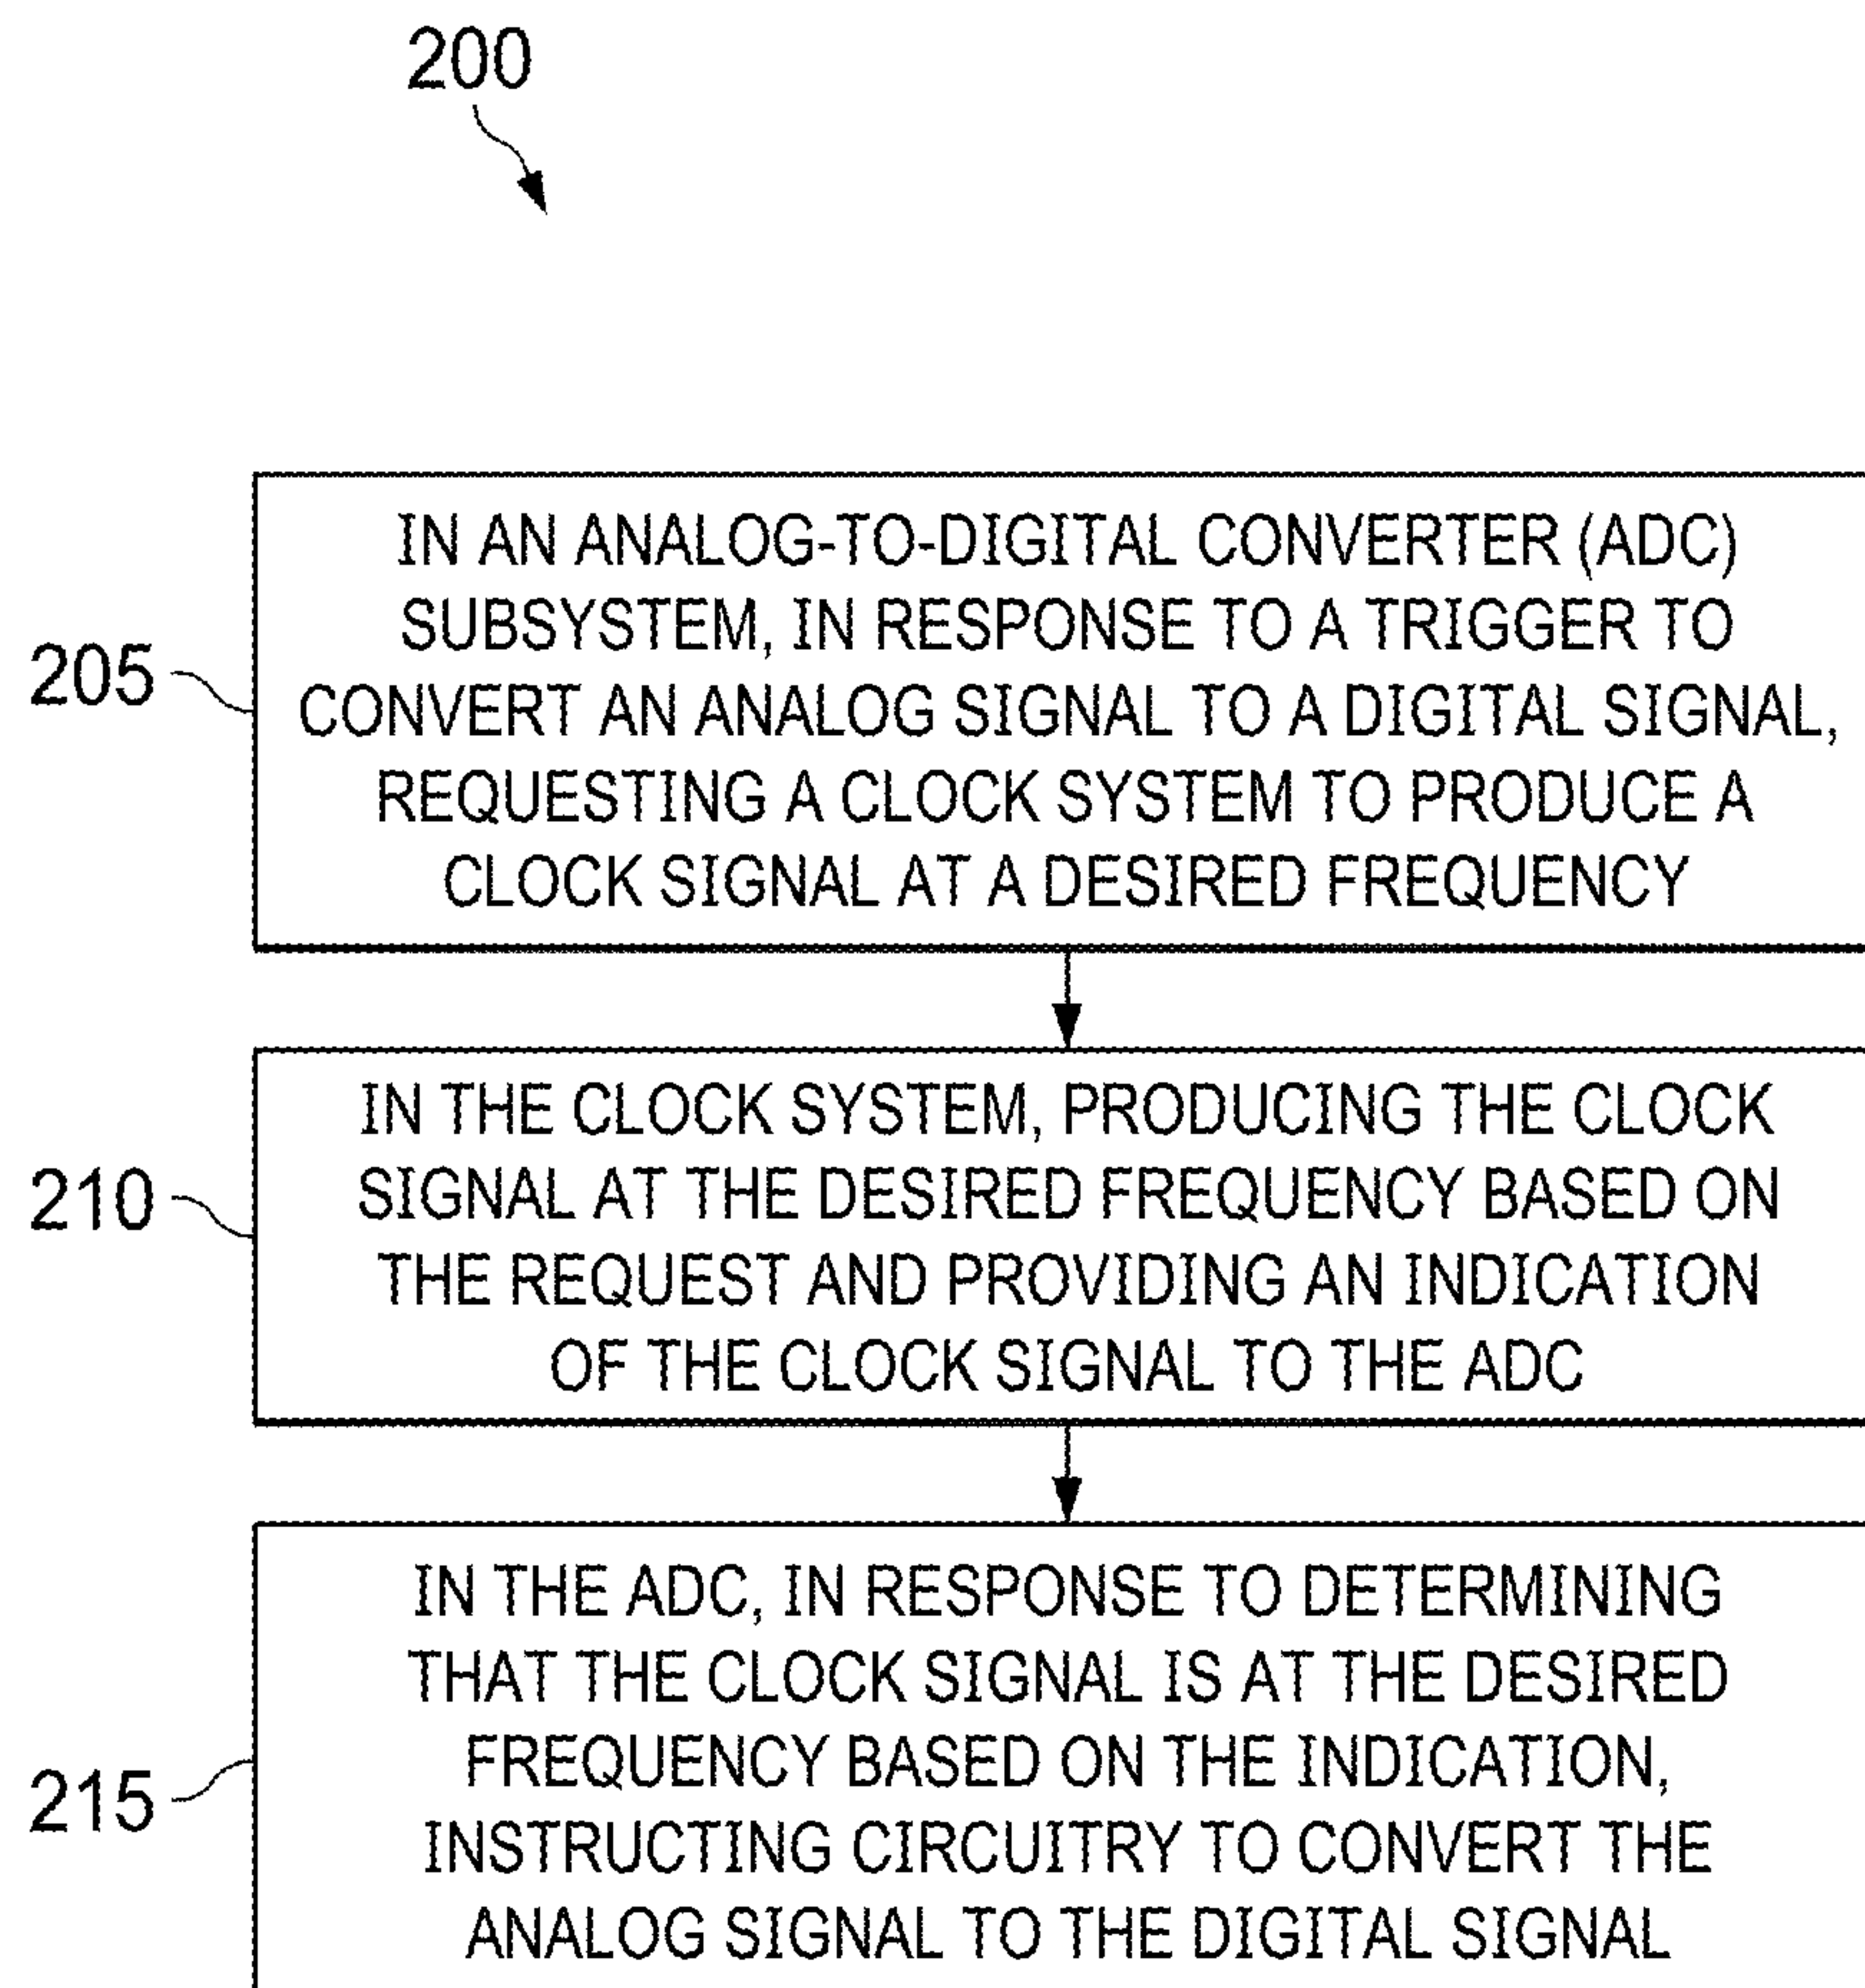 200
205
IN AN ANALOG-TO-DIGITAL CONVERTER (ADC)
SUBSYSTEM, IN RESPONSE TO A TRIGGER TO
CONVERT AN ANALOG SIGNAL TO A DIGITAL SIGNAL,
REQUESTING A CLOCK SYSTEM TO PRODUCE A
CLOCK SIGNAL AT A DESIRED FREQUENCY
210
IN THE CLOCK SYSTEM, PRODUCING THE CLOCK
SIGNAL AT THE DESIRED FREQUENCY BASED ON
THE REQUEST AND PROVIDING AN INDICATION
OF THE CLOCK SIGNAL TO THE ADC
215
IN THE ADC, IN RESPONSE TO DETERMINING
THAT THE CLOCK SIGNAL IS AT THE DESIRED
FREQUENCY BASED ON THE INDICATION,
INSTRUCTING CIRCUITRY TO CONVERT THE
ANALOG SIGNAL TO THE DIGITAL SIGNAL